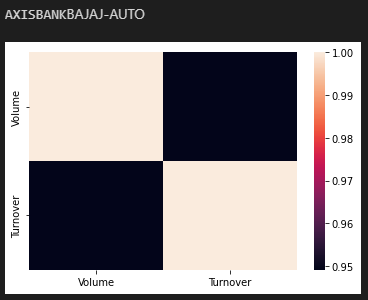 AXISBANKBAJAJ-AUTO
1.00
0.99
0.98
0.97
0.96
0.95
Volume
Turnover
Volume Turnover